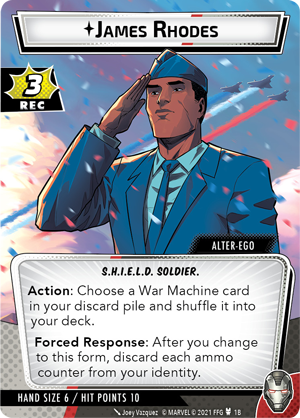 ✦James Rhodes
3
REC
ALTER-EGO
S.H.I.E.L.D. SOLDIER.
Action: Choose a War Machine card
in your discard pile and shuffle it into
your deck.
Forced Response: After you change
to this form, discard each ammo
counter from your identity.
HAND SIZE 6 / HIT POINTS 10
Joey Vazquez © MARVEL © 2021 FFG 1B